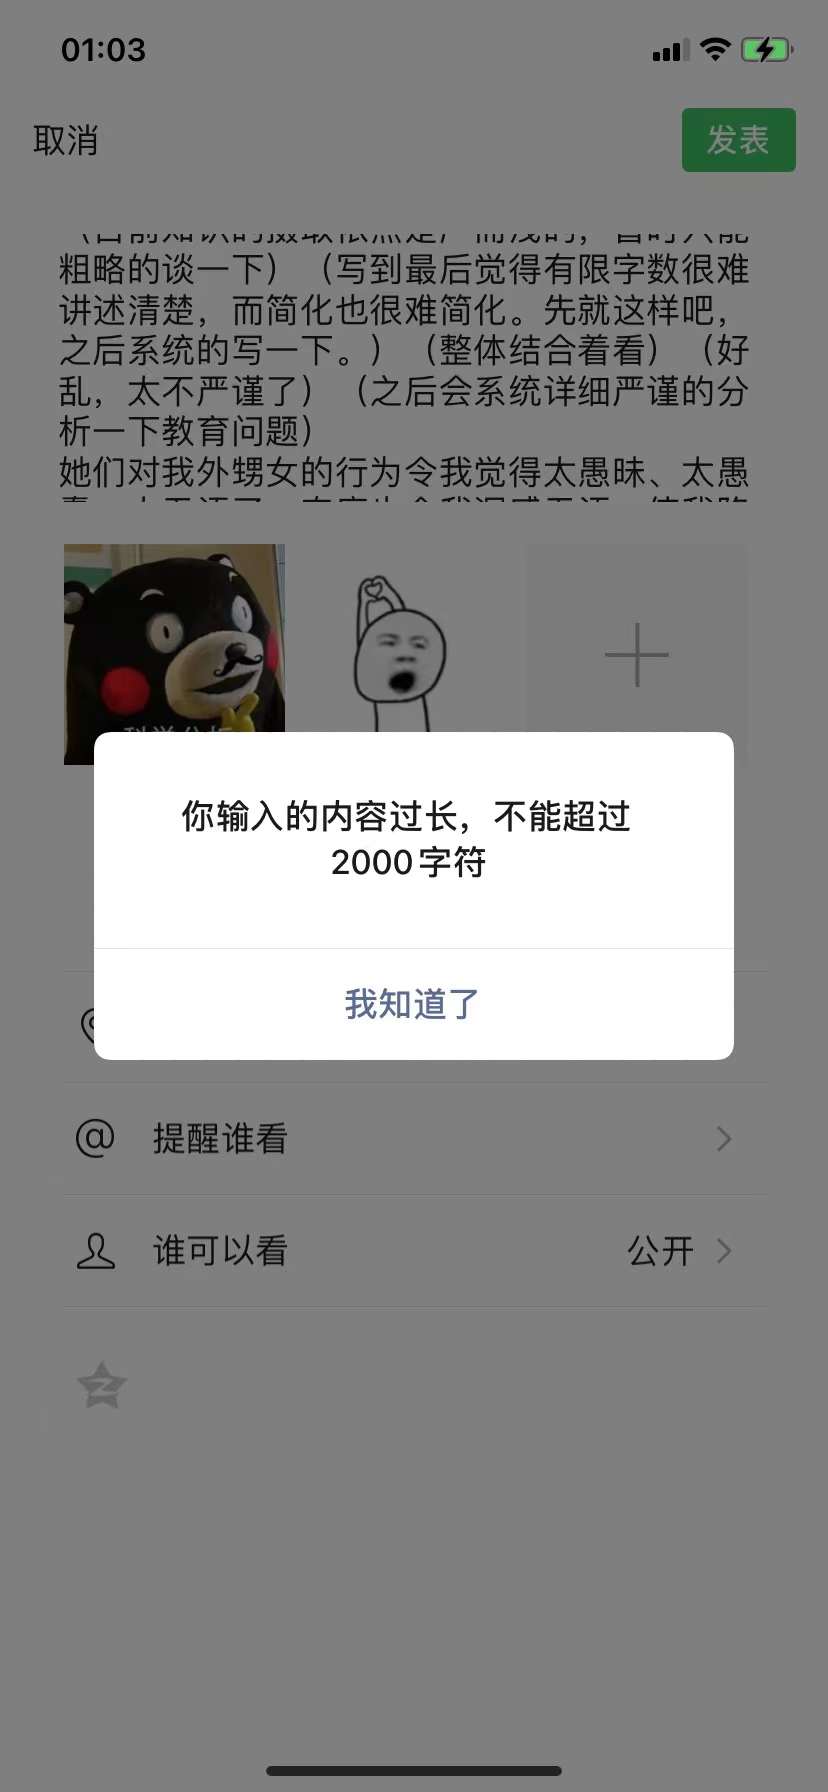 01:03
取消
发表
粗略的谈一下）（写到最后觉得有限字数很难
讲述清楚，而简化也很难简化。先就这样吧，
之后系统的写一下。）（整体结合着看）（好
乱，太不严谨了）（之后会系统详细严谨的分
析一下教育问题）
她们对我外甥女的行为令我觉得太愚昧、太愚
你输入的内容过长，不能超过
2000字符
我知道了
@
提醒谁看
谁可以看
公开